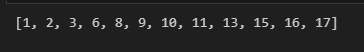 [1, 2, 3, 6, 8, 9, 10, 11, 13, 15, 16, 17]